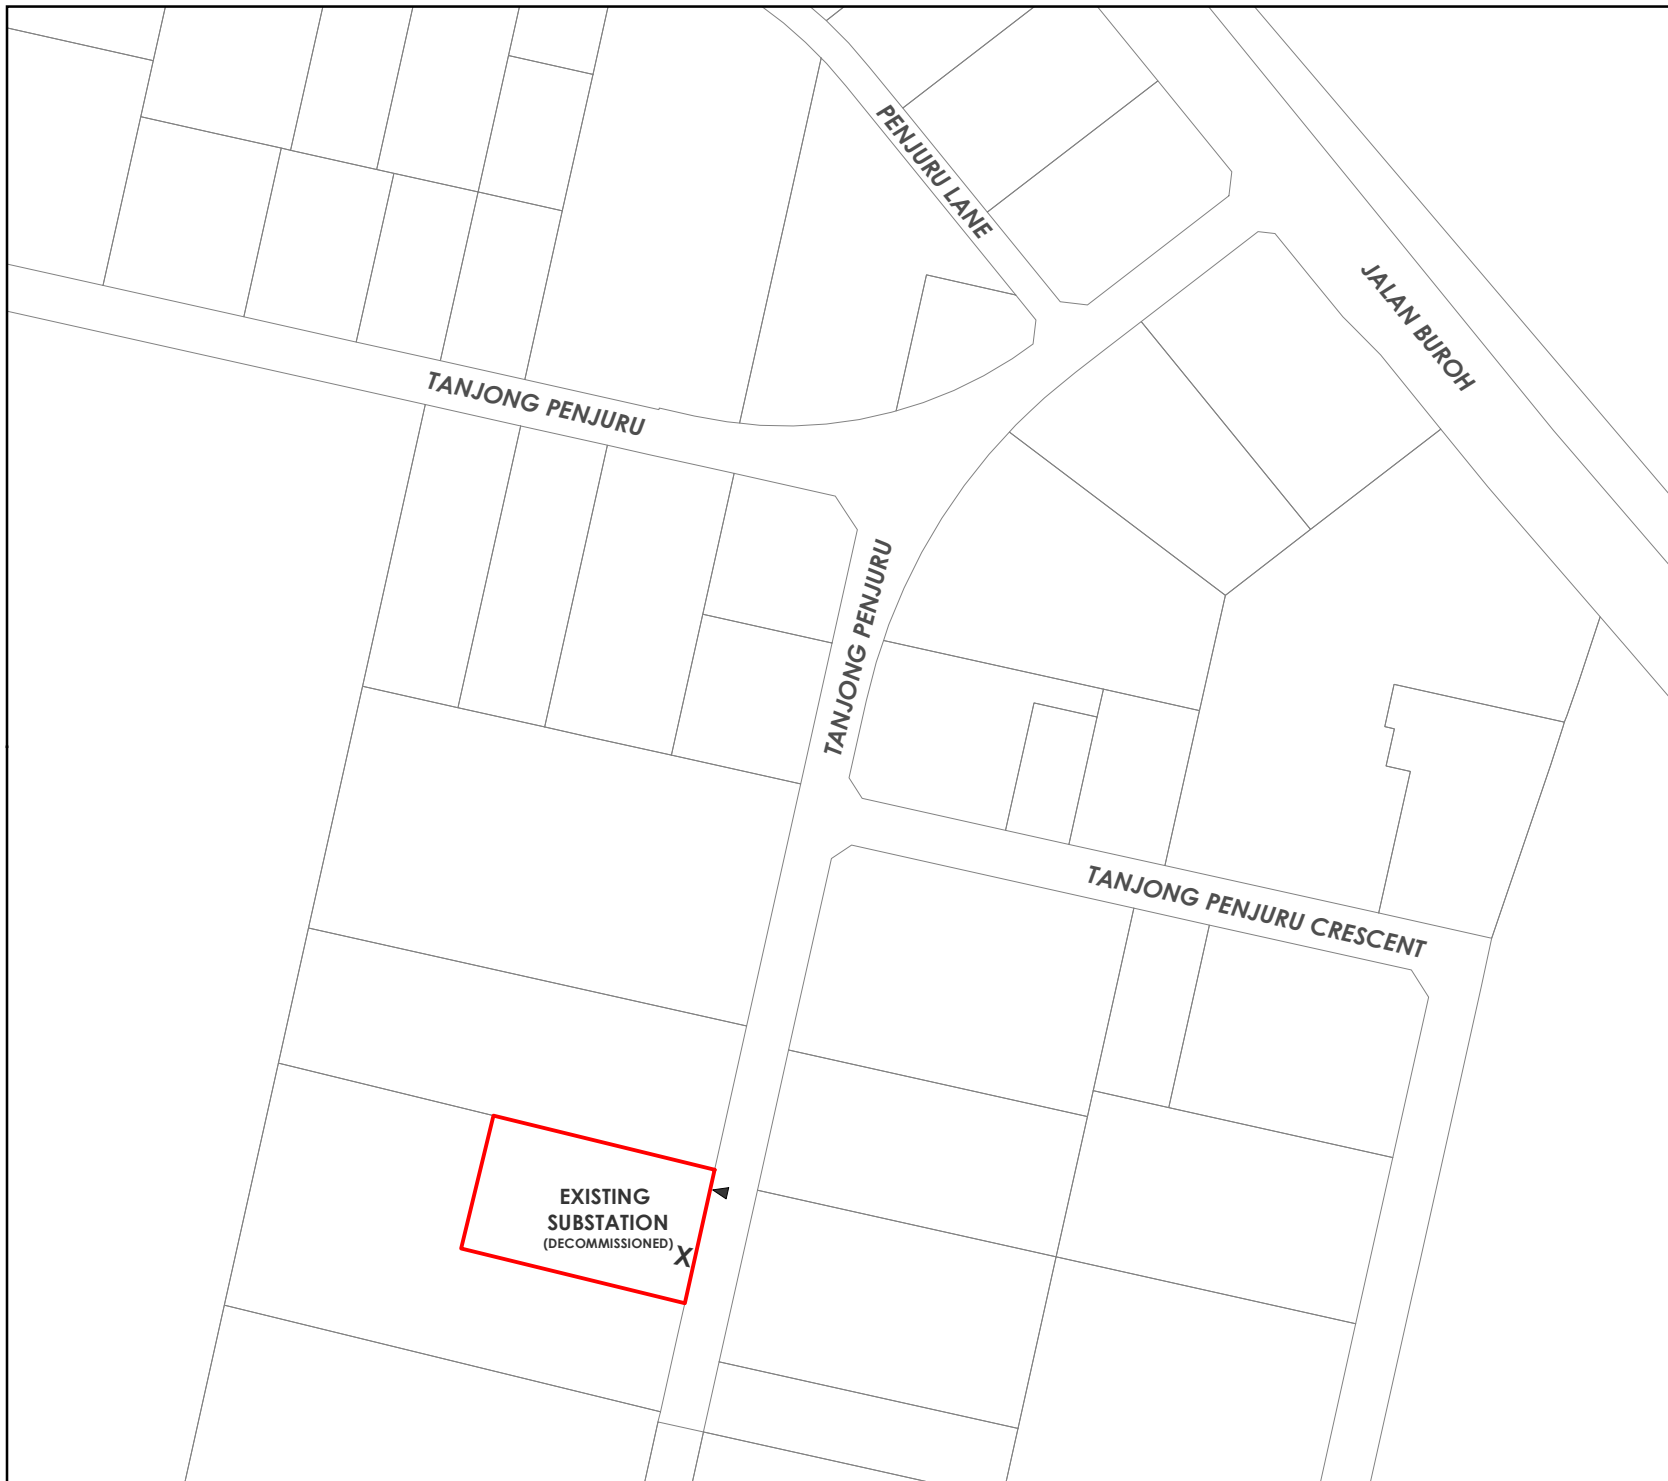 PENJURU LANE
JALAN BUROH
TANJONG PENJURU
TANJONG PENJURU
TANJONG PENJURU CRESCENT
EXISTING
SUBSTATION
(DECOMMISSIONED)
X